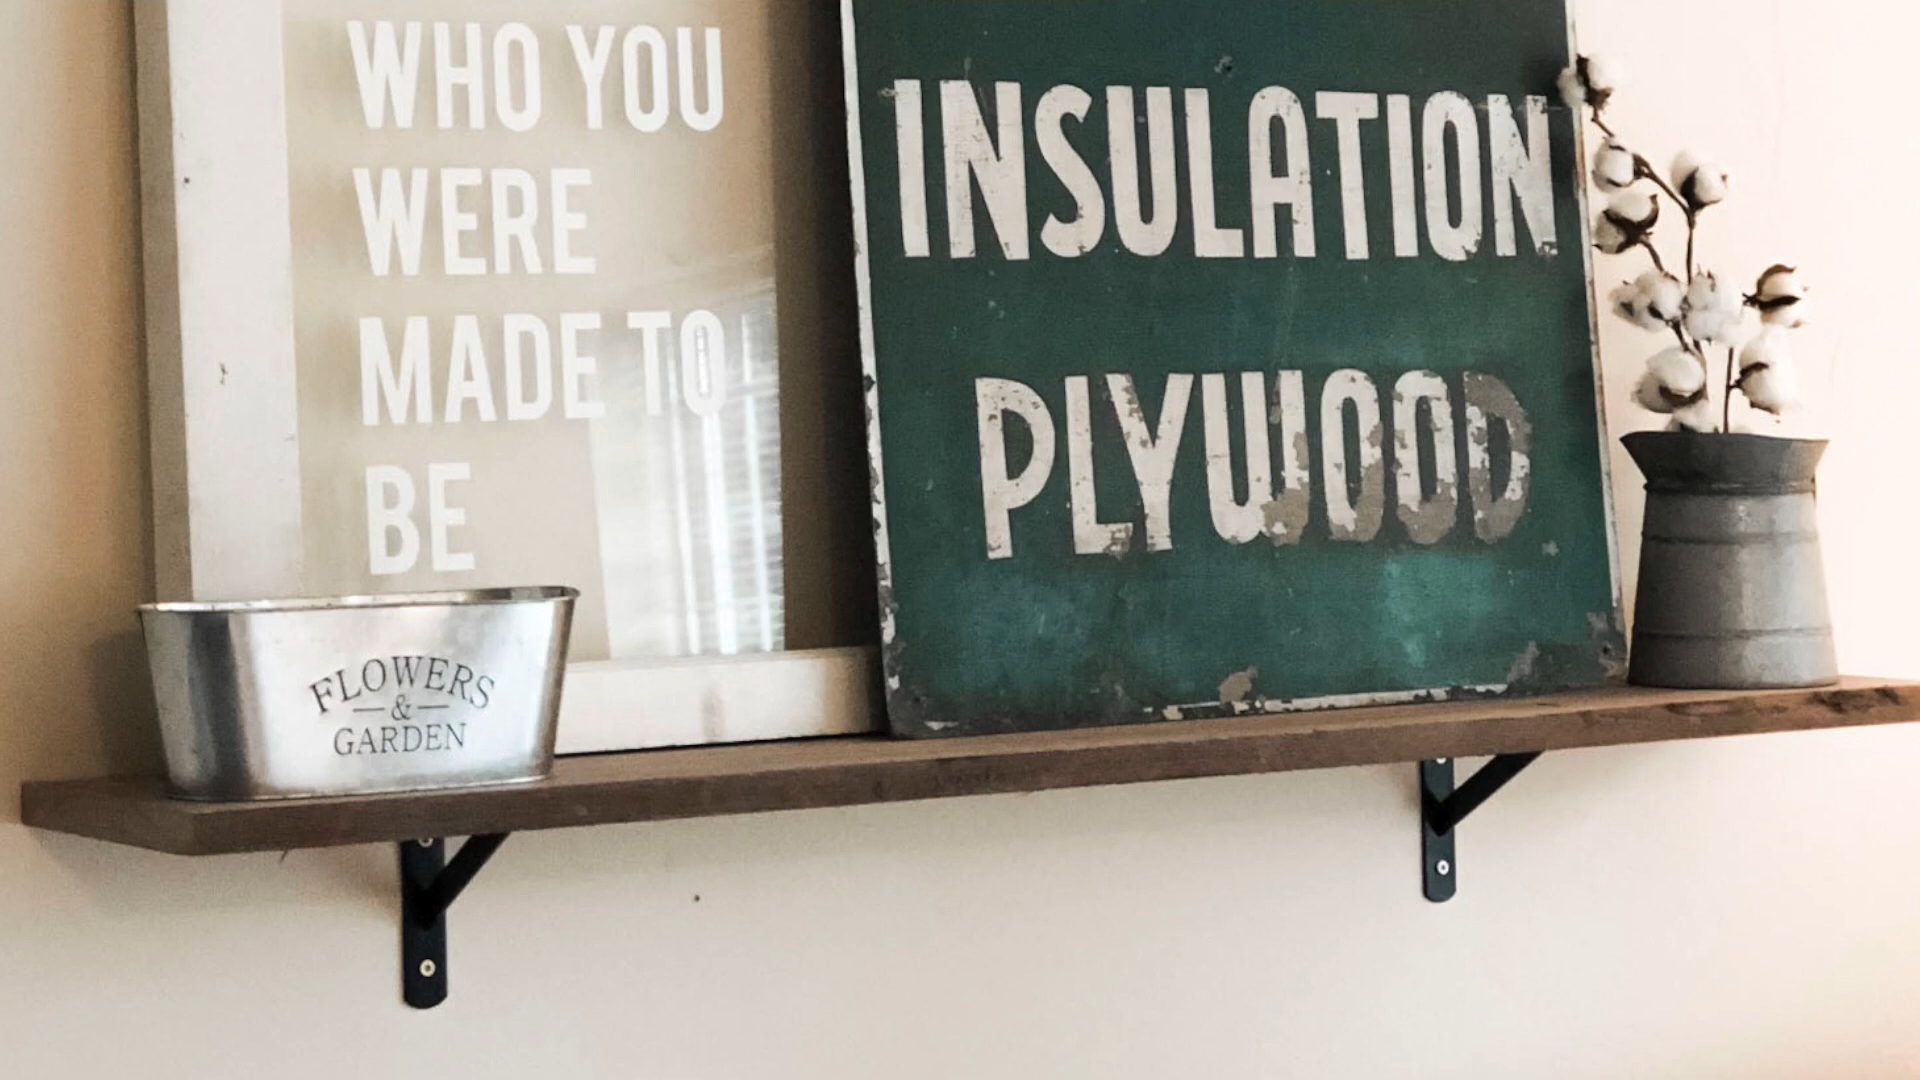 WHO YOU
WERE
MADE TO
BE
INSULATION
PLYWOOD
FLOWERS
&
GARDEN